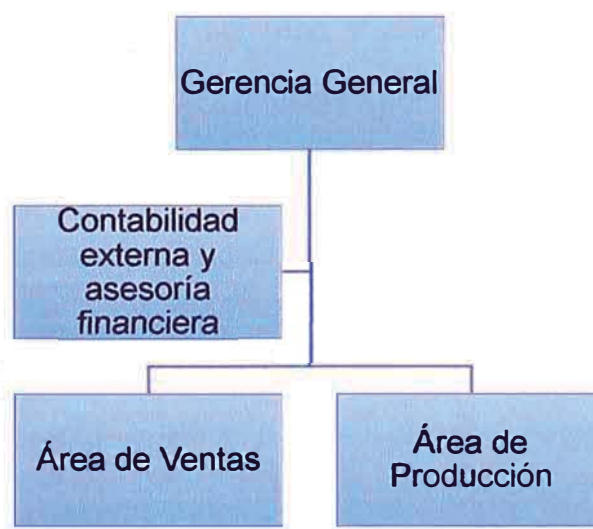 Gerencia General
Contabilidad
externa y
asesoría
financiera
Área de Ventas
Área de
Producción